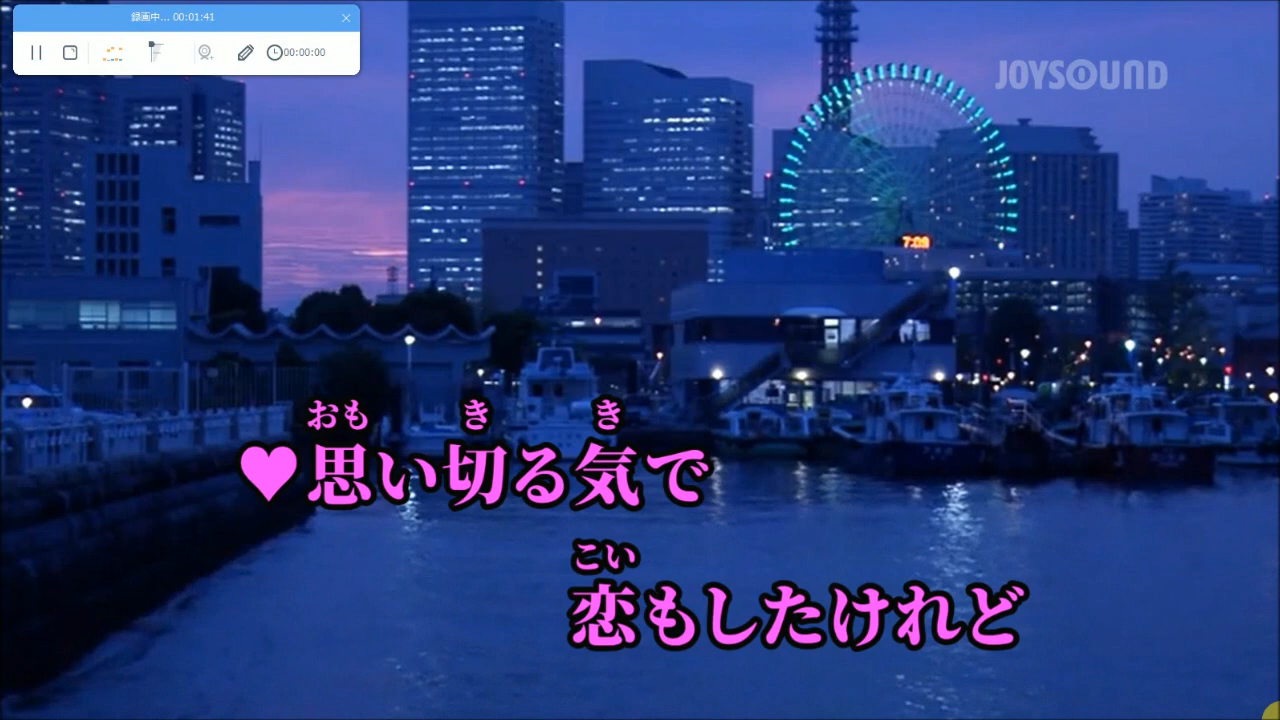 録画中... 00:01:41
00:00:00
JOYSOUND
7:09
おも き き
♥思い切る気で
こい
恋もしたけれど